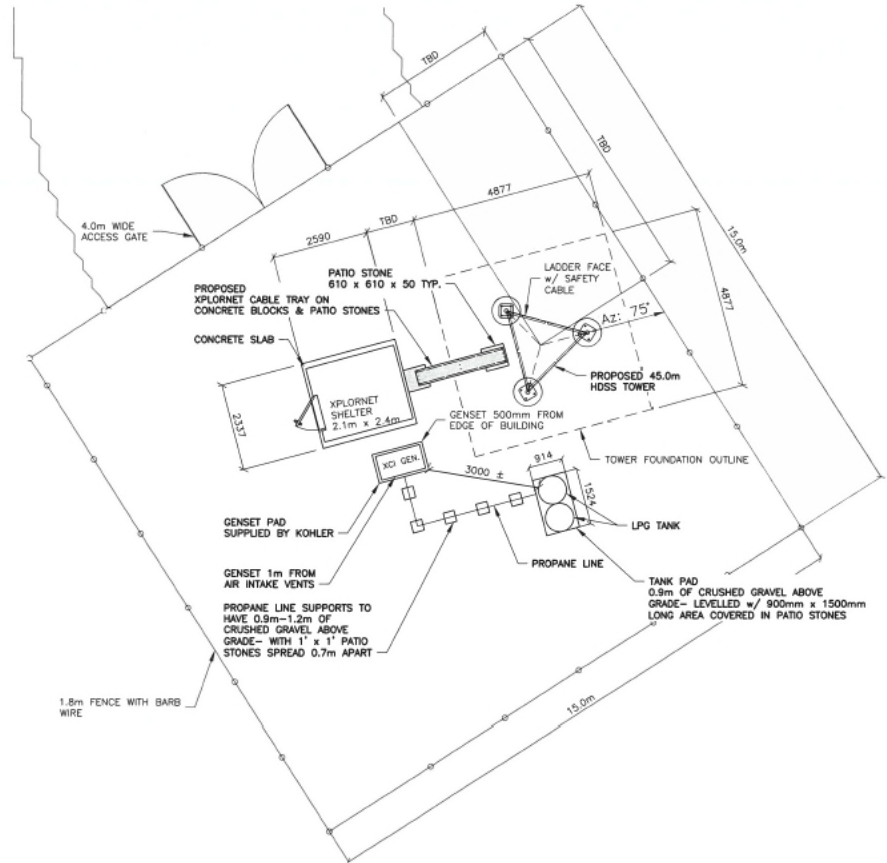 TBD
TBD
15.0m
4877
TBD
2590
4.0m WIDE
ACCESS GATE
PATIO STONE
610 x 610 x 50 TYP.
LADDER FACE
w/ SAFETY
CABLE
PROPOSED
XPLORNET CABLE TRAY ON
CONCRETE BLOCKS & PATIO STONES
4877
Az: 75°
CONCRETE SLAB
PROPOSED 45.0m
HDSS TOWER
XPLORNET
SHELTER
2.1m x 2.4m
2337
GENSET 500mm FROM
EDGE OF BUILDING
XCI GEN.
3000 ±
914
1524
TOWER FOUNDATION OUTLINE
LPG TANK
GENSET PAD
SUPPLIED BY KOHLER
PROPANE LINE
GENSET 1m FROM
AIR INTAKE VENTS
TANK PAD
0.9m OF CRUSHED GRAVEL ABOVE
GRADE- LEVELLED w/ 900mm x 1500mm
LONG AREA COVERED IN PATIO STONES
PROPANE LINE SUPPORTS TO
HAVE 0.9m-1.2m OF
CRUSHED GRAVEL ABOVE
GRADE- WITH 1' x 1' PATIO
STONES SPREAD 0.7m APART
1.8m FENCE WITH BARB
WIRE
15.0m